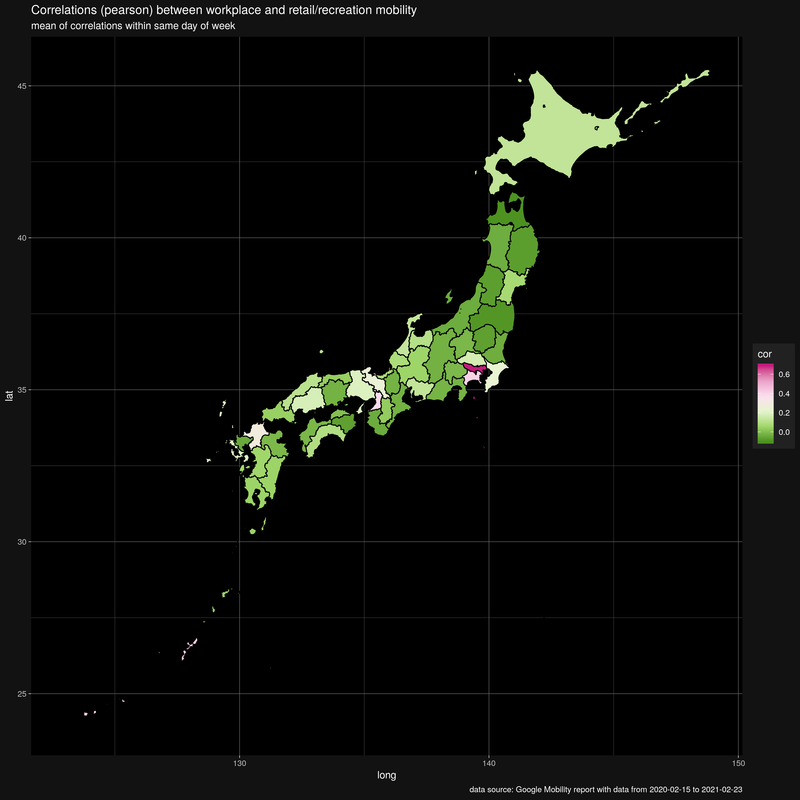 Correlations (pearson) between workplace and retail/recreation mobility
mean of correlations within same day of week
45
40
35
30
25
lat
130
140
150
long
cor
0.6
0.4
0.2
0.0
data source: Google Mobility report with data from 2020-02-15 to 2021-02-23